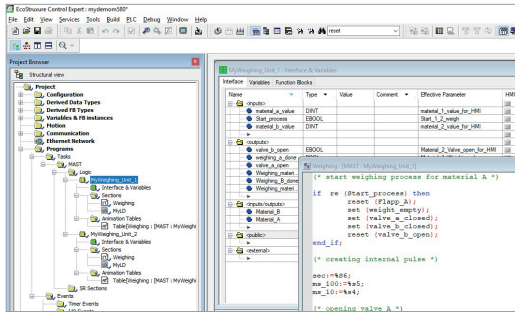 EcoStruxure Control Expert : mydemom580*
File Edit View Services Tools Build PLC Debug Window Help
reset
Project Browser
Structural view
Project
Configuration
Derived Data Types
Derived FB Types
Variables & FB instances
Motion
Communication
Ethernet Network
Programs
Tasks
MAST
Logic
MyWeighing_Unit_1
Interface & Variables
Sections
Weighing
MyLD
Animation Tables
Table[Weighing : [MAST : MyWeighi
MyWeighing_Unit_2
Interface & Variables
Sections
Weighing
MyLD
Animation Tables
Table[Weighing : [MAST : MyWeighi
SR Sections
Events
Timer Events
I/O Events
MyWeighing_Unit_1 : Interface & Variables
Interface Variables Function Blocks
Name Type Value Comment Effective Parameter HMI
<inputs>
material_a_value DINT material_1_value_for_HMI
Start_process EBOOL Start_1_2_weigh
material_b_value DINT material_2_value_for_HMI
<outputs>
valve_b_open EBOOL Material_2_Valve_open_for_HMI
weighing_a_done
valve_a_open
Weighing_materi...
Weighing_B_done
Weighing_materi...
<inputs/outputs>
Material_B
Material_A
<public>
<external>
Weighing : [MAST : MyWeighing_Unit_1]
(* start weighing process for material A *)
if re (Start_process) then
reset (Flapp_A);
set (weight_empty);
set (valve_a_closed);
set (valve_b_closed);
reset (valve_b_open);
end_if;
(* creating internal pulse *)
sec:=%S6;
ms_100:=%s5;
ms_10:=%s4;
(* opening valve A *)